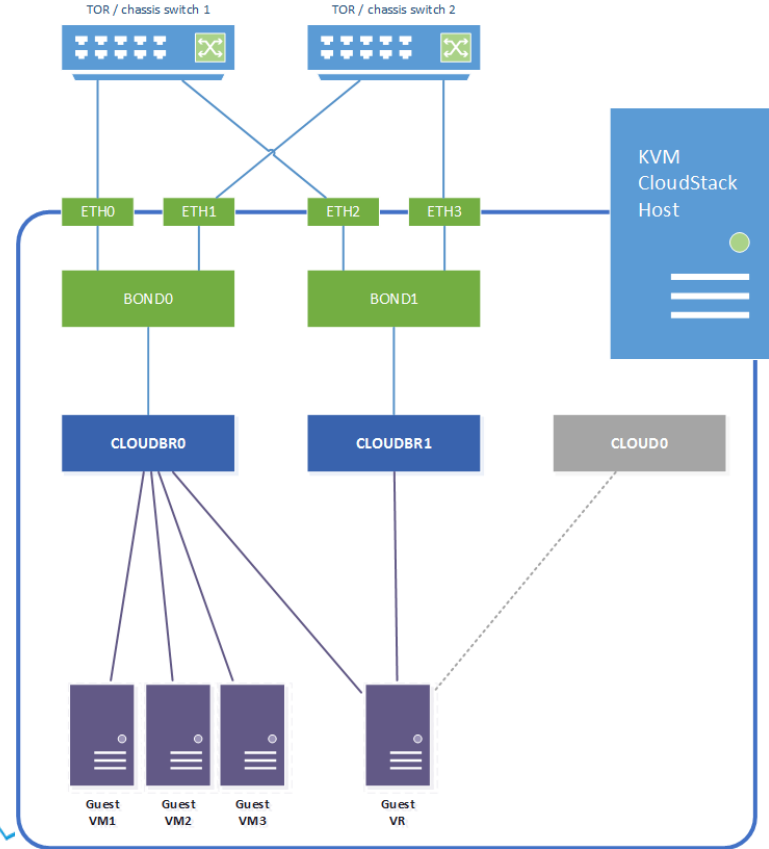 TOR / chassis switch 1
TOR / chassis switch 2
KVM
CloudStack
Host
ETH0
ETH1
ETH2
ETH3
BOND0
BOND1
CLOUDBR0
CLOUDBR1
CLOUD0
Guest
VM1
Guest
VM2
Guest
VM3
Guest
VR